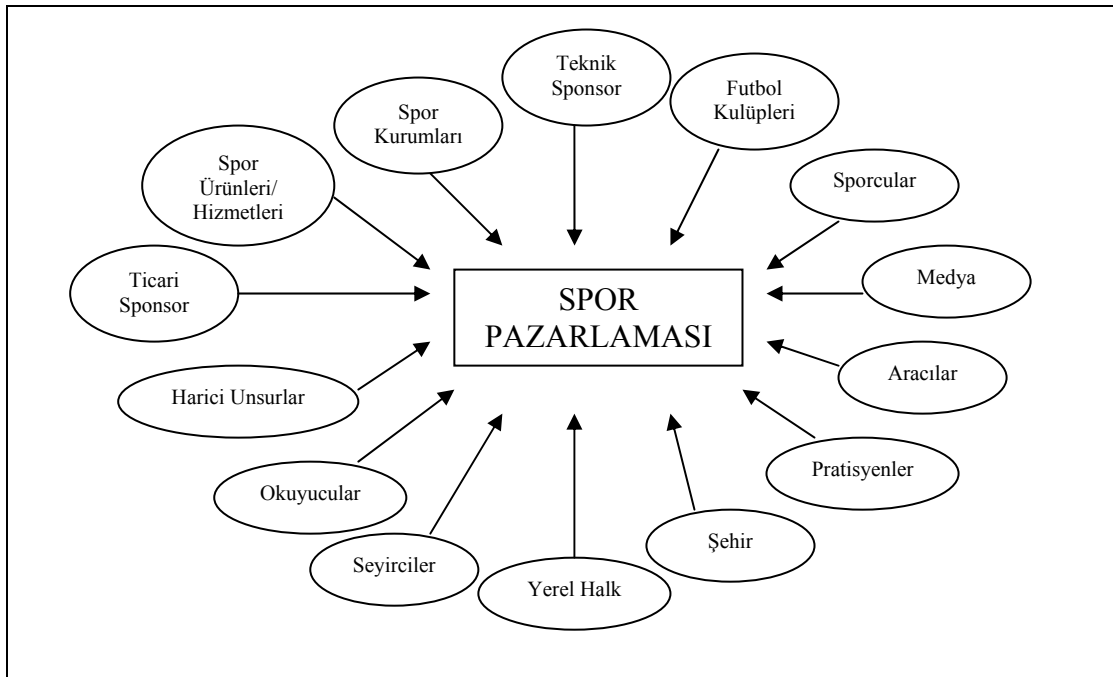 Teknik
Sponsor
Futbol
Kulüpleri
Spor
Kurumları
Spor
Ürünleri/
Hizmetleri
Sporcular
Ticari
Sponsor
SPOR
PAZARLAMASI
Medya
Harici Unsurlar
Aracılar
Okuyucular
Pratisyenler
Seyirciler
Şehir
Yerel Halk